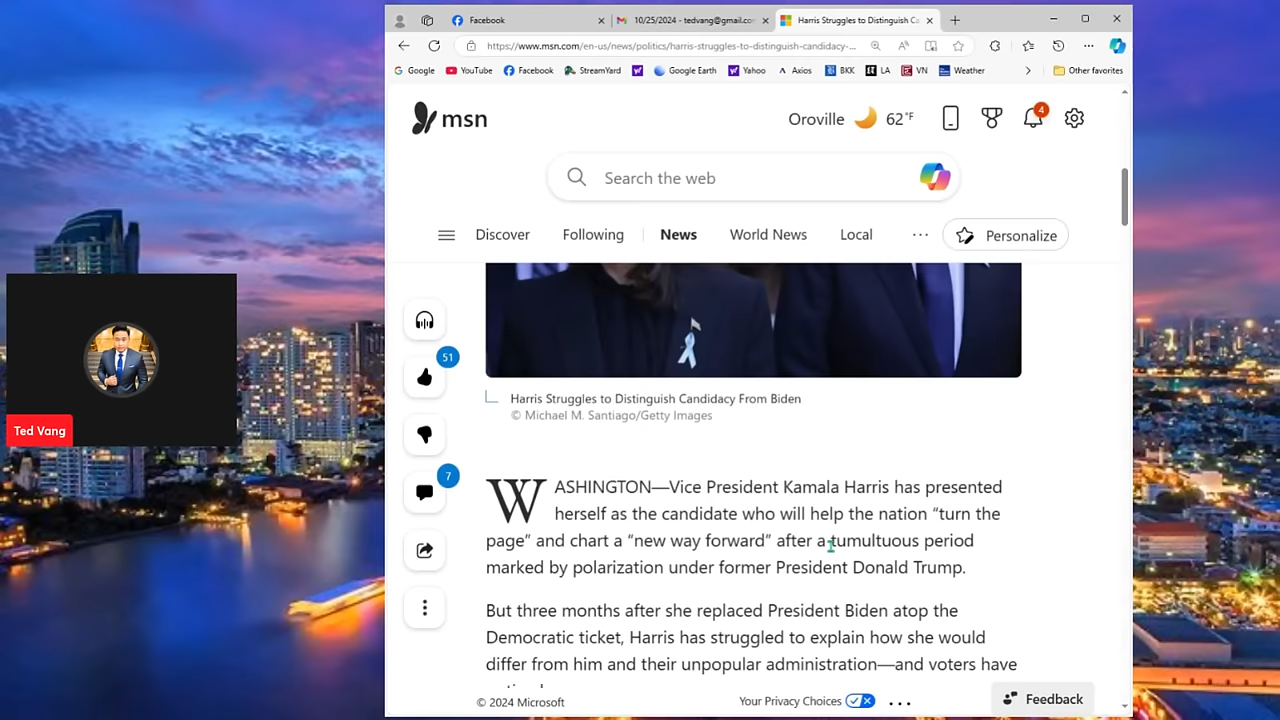 Facebook
10/25/2024 - tedvang@gmail.co
Harris Struggles to Distinguish Ca
https://www.msn.com/en-us/news/politics/harris-struggles-to-distinguish-candidacy-...
Google YouTube Facebook StreamYard Google Earth Yahoo Axios BKK LA VN Weather Other favorites
msn
Oroville 62°F 4
Search the web
Discover Following News World News Local ... Personalize
51
Harris Struggles to Distinguish Candidacy From Biden
© Michael M. Santiago/Getty Images
Ted Vang
7
WASHINGTON—Vice President Kamala Harris has presented
herself as the candidate who will help the nation “turn the
page” and chart a “new way forward” after a tumultuous period
marked by polarization under former President Donald Trump.
But three months after she replaced President Biden atop the
Democratic ticket, Harris has struggled to explain how she would
differ from him and their unpopular administration—and voters have
© 2024 Microsoft Your Privacy Choices ... Feedback